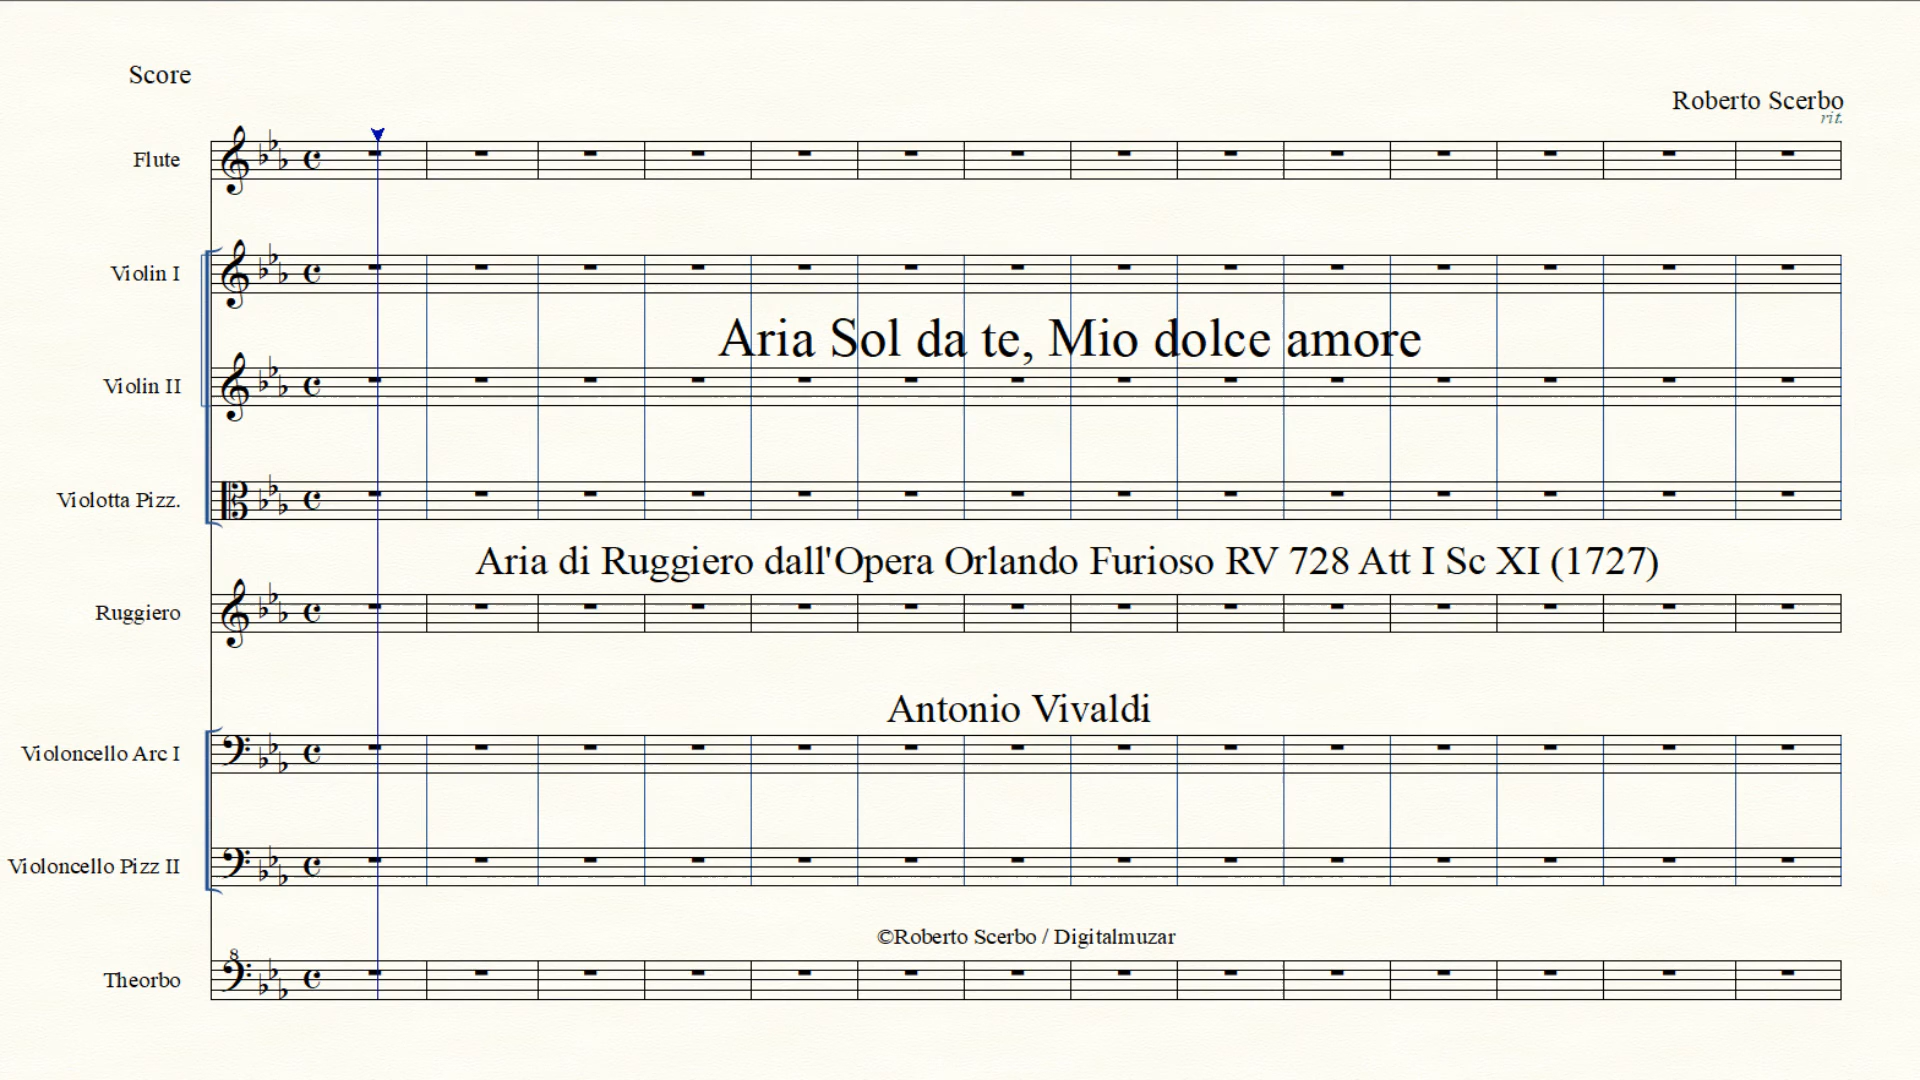 Score
Roberto Scerbo
rit.
Flute
Violin I
Aria Sol da te, Mio dolce amore
Violin II
Violotta Pizz.
Aria di Ruggiero dall'Opera Orlando Furioso RV 728 Att I Sc XI (1727)
Ruggiero
Antonio Vivaldi
Violoncello Arc I
Violoncello Pizz II
©Roberto Scerbo / Digitalmuzar
8
Theorbo